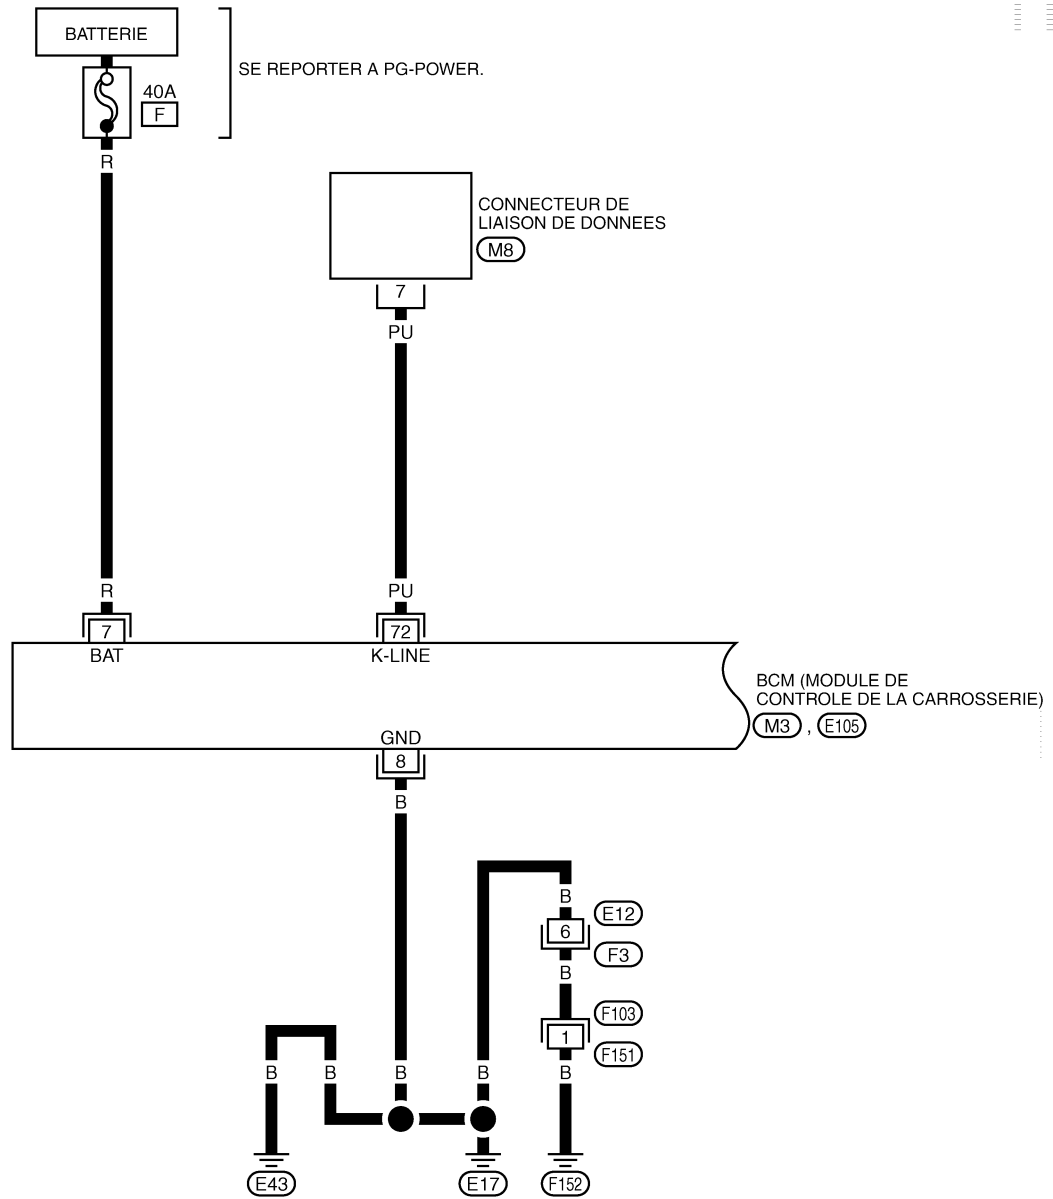 BATTERIE
SE REPORTER A PG-POWER.
40A
F
R
CONNECTEUR DE
LIAISON DE DONNEES
M8
7
PU
R
PU
7
72
BAT
K-LINE
BCM (MODULE DE
CONTROLE DE LA CARROSSERIE)
M3 , E105
GND
8
B
B
E12
6
F3
B
F103
1
F151
B B B B B
E43
E17
F152